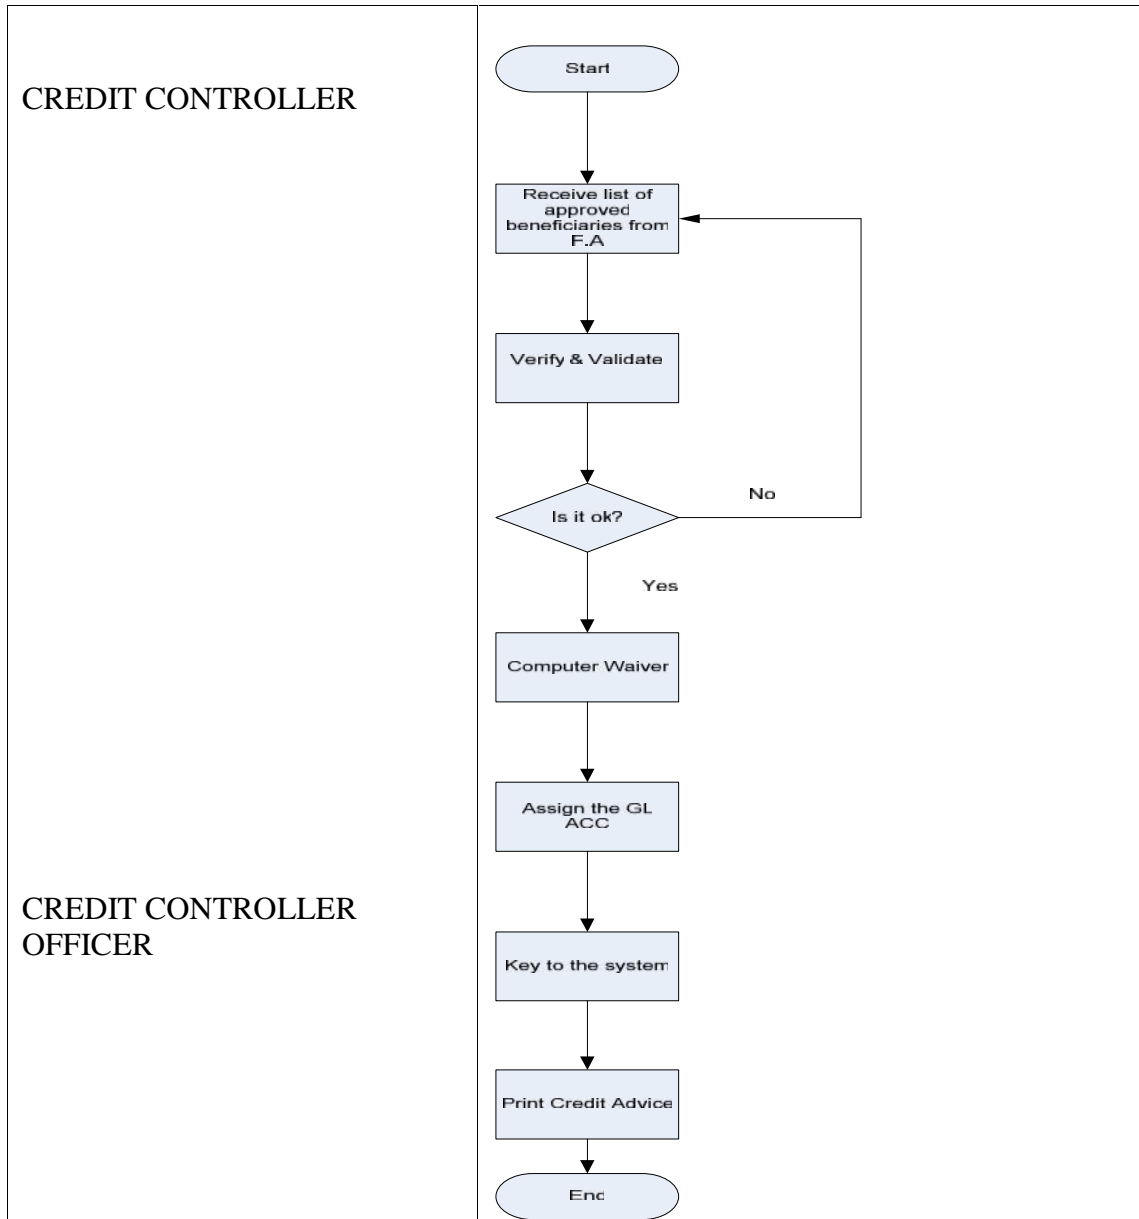 CREDIT CONTROLLER
Start
Receive list of
approved
beneficiaries from
F.A
Verify & Validate
Is it ok?
No
Yes
Computer Waiver
Assign the GL
ACC
CREDIT CONTROLLER
OFFICER
Key to the system
Print Credit Advice
End